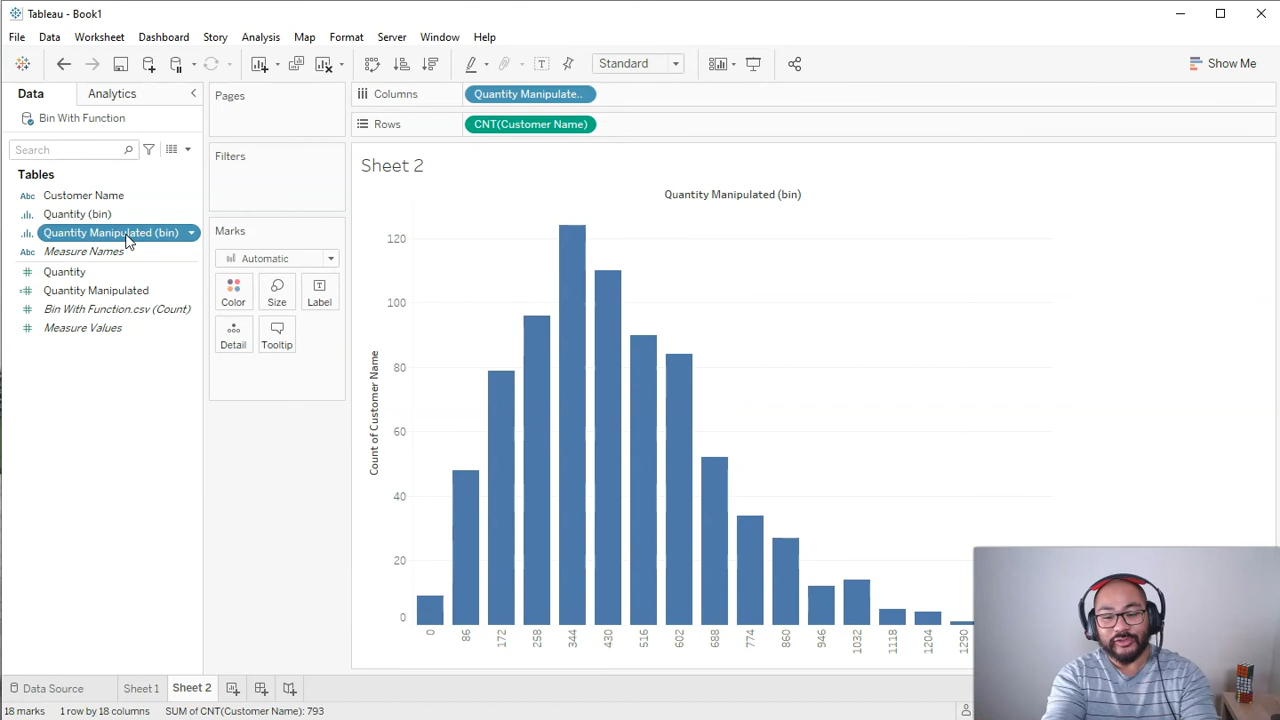 Tableau - Book1
File Data Worksheet Dashboard Story Analysis Map Format Server Window Help
Standard
Show Me
Data Analytics
Bin With Function
Search
Tables
Customer Name
Quantity (bin)
Quantity Manipulated (bin)
Measure Names
Quantity
Quantity Manipulated
Bin With Function.csv (Count)
Measure Values
Pages
Filters
Marks
Automatic
Color Size Label
Detail Tooltip
Columns Quantity Manipulate..
Rows CNT(Customer Name)
Sheet 2
Quantity Manipulated (bin)
Count of Customer Name
120
100
80
60
40
20
0
0 86 172 258 344 430 516 602 688 774 860 946 1032 1118 1204 1290
Data Source Sheet 1 Sheet 2
18 marks 1 row by 18 columns SUM of CNT(Customer Name): 793